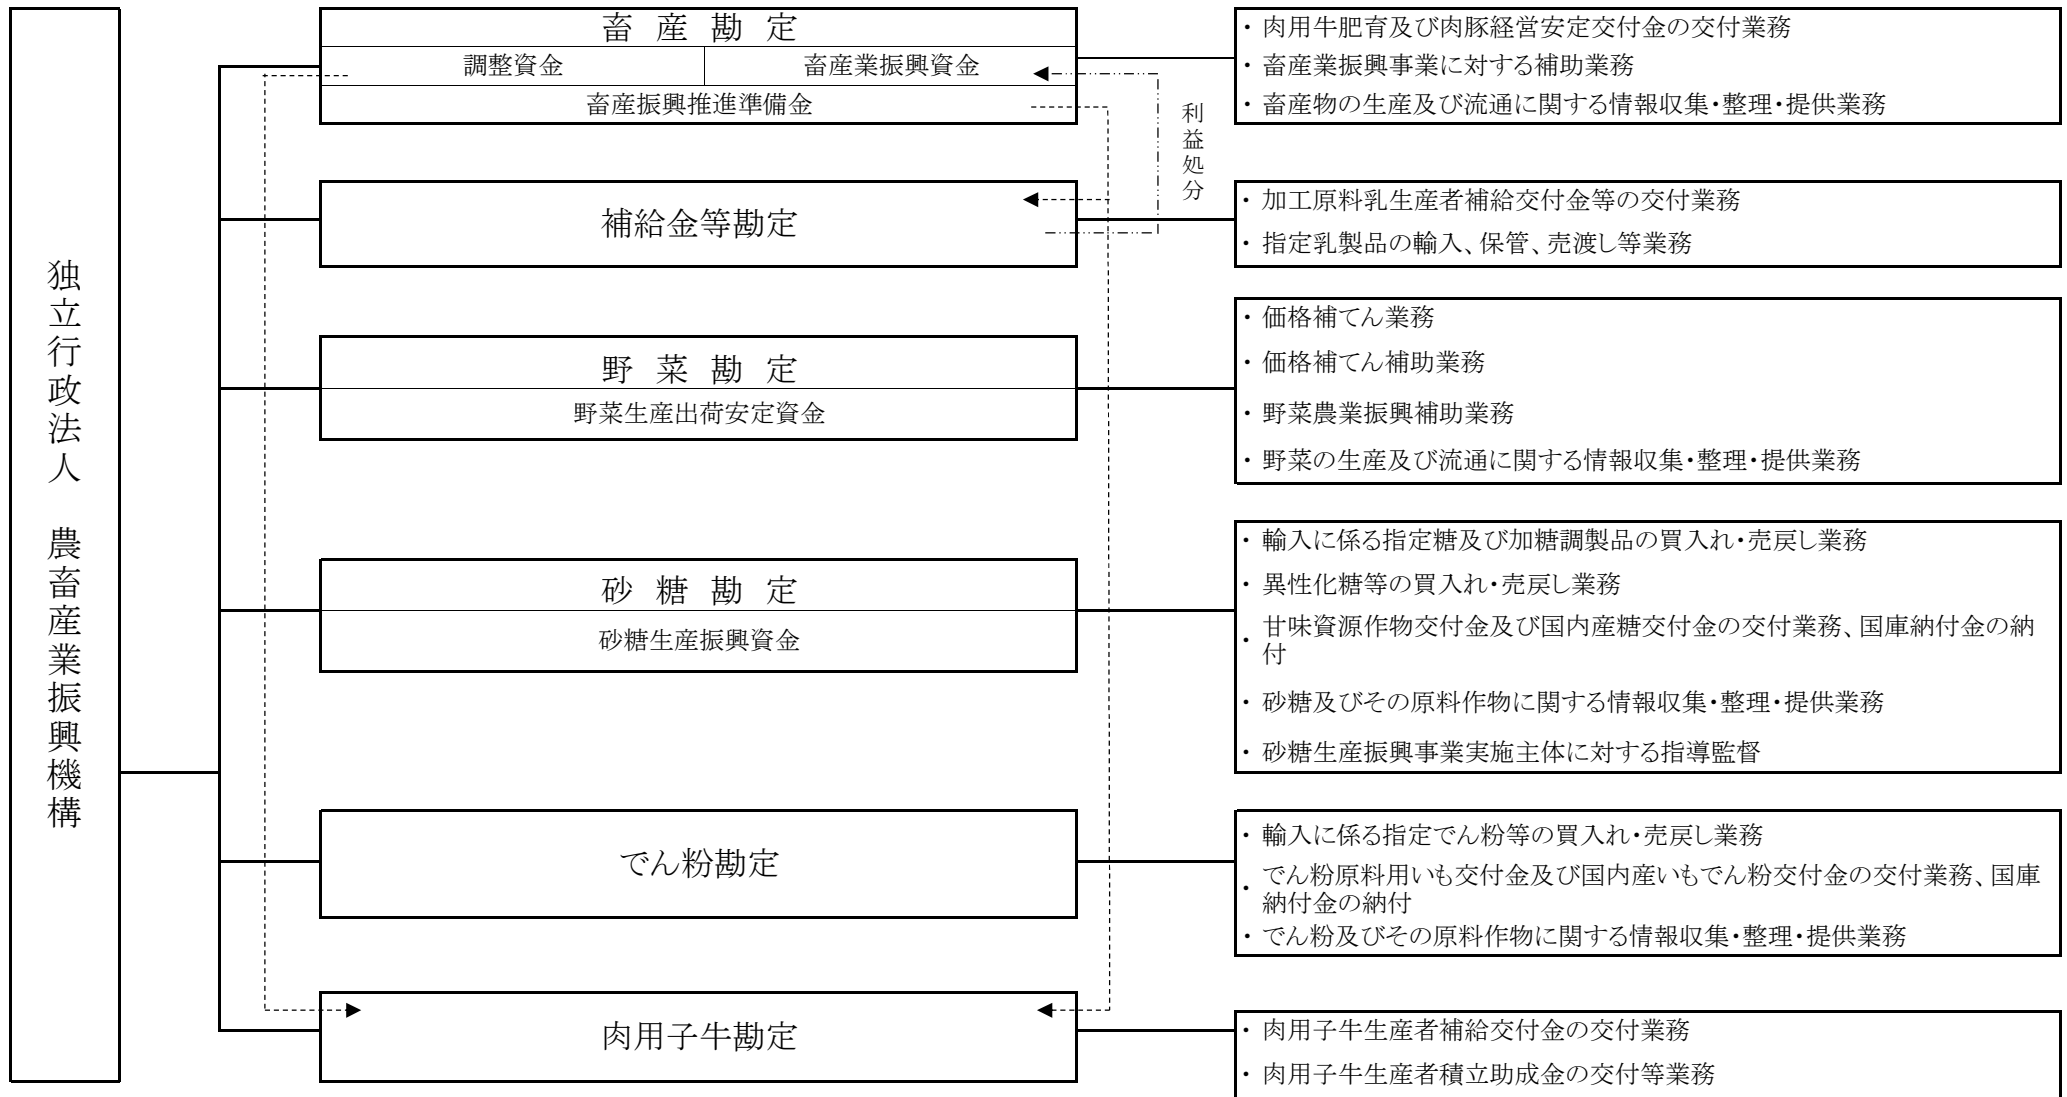 独立行政法人　農畜産業振興機構
畜産勘定
調整資金
畜産業振興資金
畜産振興推進準備金
・肉用牛肥育及び肉豚経営安定交付金の交付業務
・畜産業振興事業に対する補助業務
・畜産物の生産及び流通に関する情報収集・整理・提供業務
利益処分
補給金等勘定
・加工原料乳生産者補給交付金等の交付業務
・指定乳製品の輸入、保管、売渡し等業務
野菜勘定
野菜生産出荷安定資金
・価格補てん業務
・価格補てん補助業務
・野菜農業振興補助業務
・野菜の生産及び流通に関する情報収集・整理・提供業務
砂糖勘定
砂糖生産振興資金
・輸入に係る指定糖及び加糖調製品の買入れ・売戻し業務
・異性化糖等の買入れ・売戻し業務
・甘味資源作物交付金及び国内産糖交付金の交付業務、国庫納付金の納
付
・砂糖及びその原料作物に関する情報収集・整理・提供業務
・砂糖生産振興事業実施主体に対する指導監督
でん粉勘定
・輸入に係る指定でん粉等の買入れ・売戻し業務
・でん粉原料用いも交付金及び国内産いもでん粉交付金の交付業務、国庫
納付金の納付
・でん粉及びその原料作物に関する情報収集・整理・提供業務
肉用子牛勘定
・肉用子牛生産者補給交付金の交付業務
・肉用子牛生産者積立助成金の交付等業務